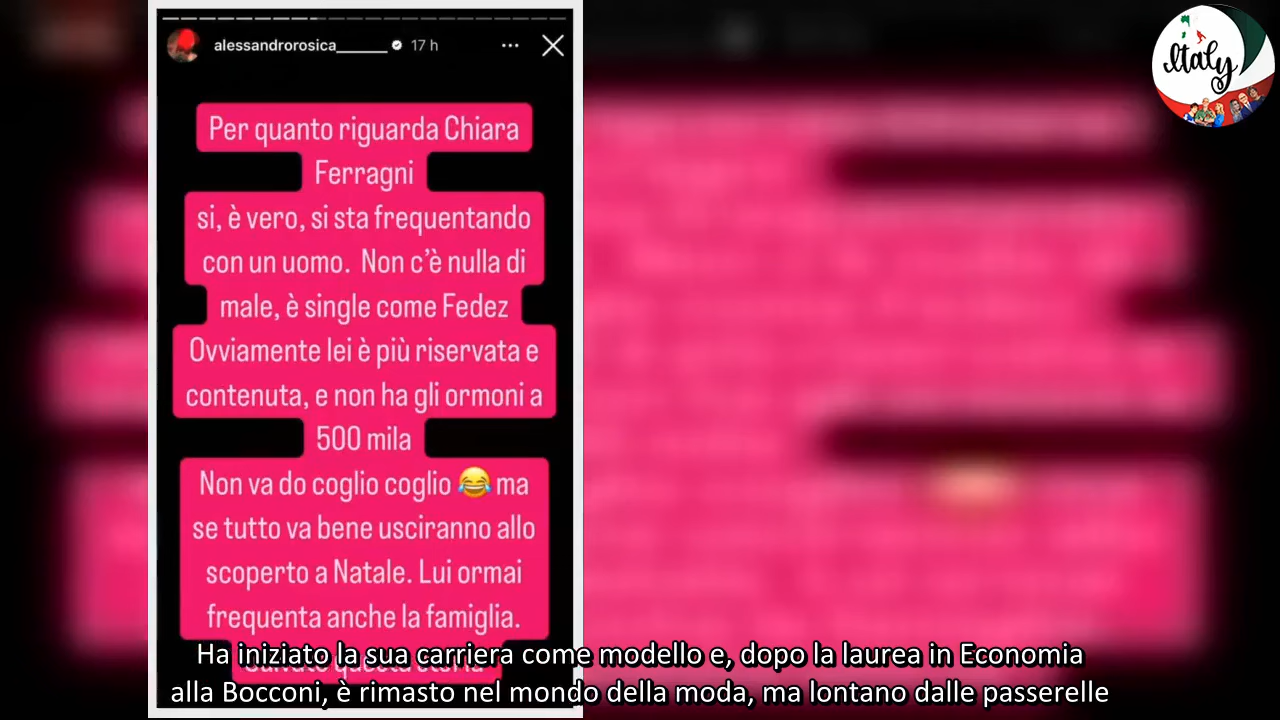 alessandrorosica______ 17 h
Italy
Per quanto riguarda Chiara
Ferragni
si, è vero, si sta frequentando
con un uomo. Non c'è nulla di
male, è single come Fedez
Ovviamente lei è più riservata e
contenuta, e non ha gli ormoni a
500 mila
Non va do coglio coglio 😂 ma
se tutto va bene usciranno allo
scoperto a Natale. Lui ormai
frequenta anche la famiglia.
Ha iniziato la sua carriera come modello e, dopo la laurea in Economia
alla Bocconi, è rimasto nel mondo della moda, ma lontano dalle passerelle